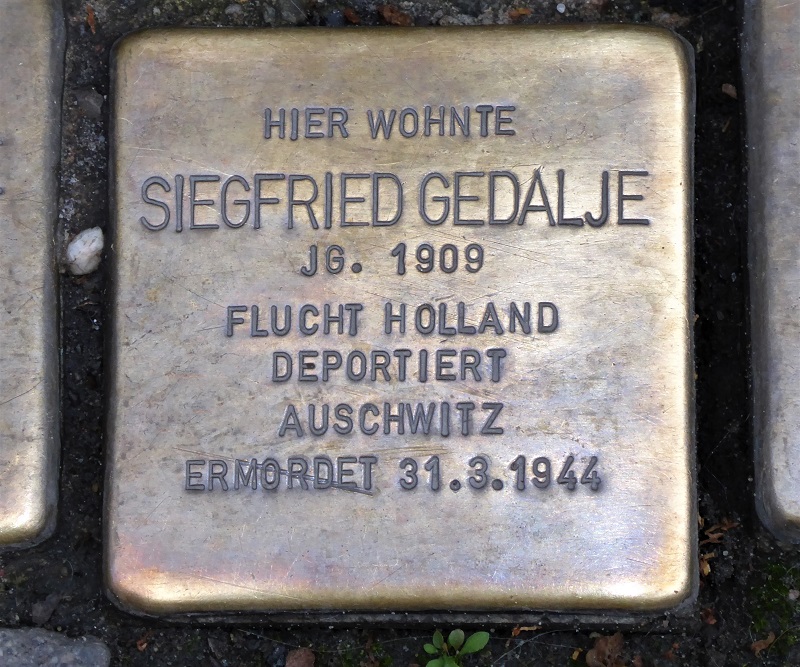 HIER WOHNTE
SIEGFRIED GEDALJE
JG. 1909
FLUCHT HOLLAND
DEPORTIERT
AUSCHWITZ
ERMORDET 31.3.1944